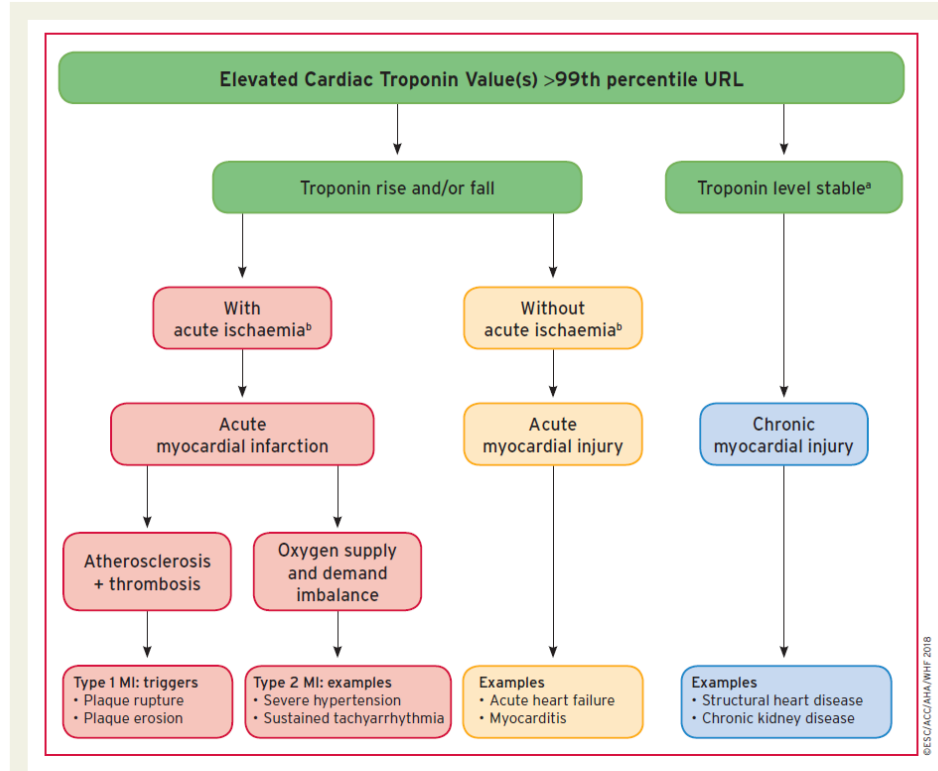 Elevated Cardiac Troponin Value(s) >99th percentile URL
Troponin rise and/or fall
Troponin level stableᵃ
With
acute ischaemiaᵇ
Without
acute ischaemiaᵇ
Acute
myocardial infarction
Acute
myocardial injury
Chronic
myocardial injury
Atherosclerosis
+ thrombosis
Oxygen supply
and demand
imbalance
Type 1 MI: triggers
• Plaque rupture
• Plaque erosion
Type 2 MI: examples
• Severe hypertension
• Sustained tachyarrhythmia
Examples
• Acute heart failure
• Myocarditis
Examples
• Structural heart disease
• Chronic kidney disease
©ESC/ACC/AHA/WHF 2018